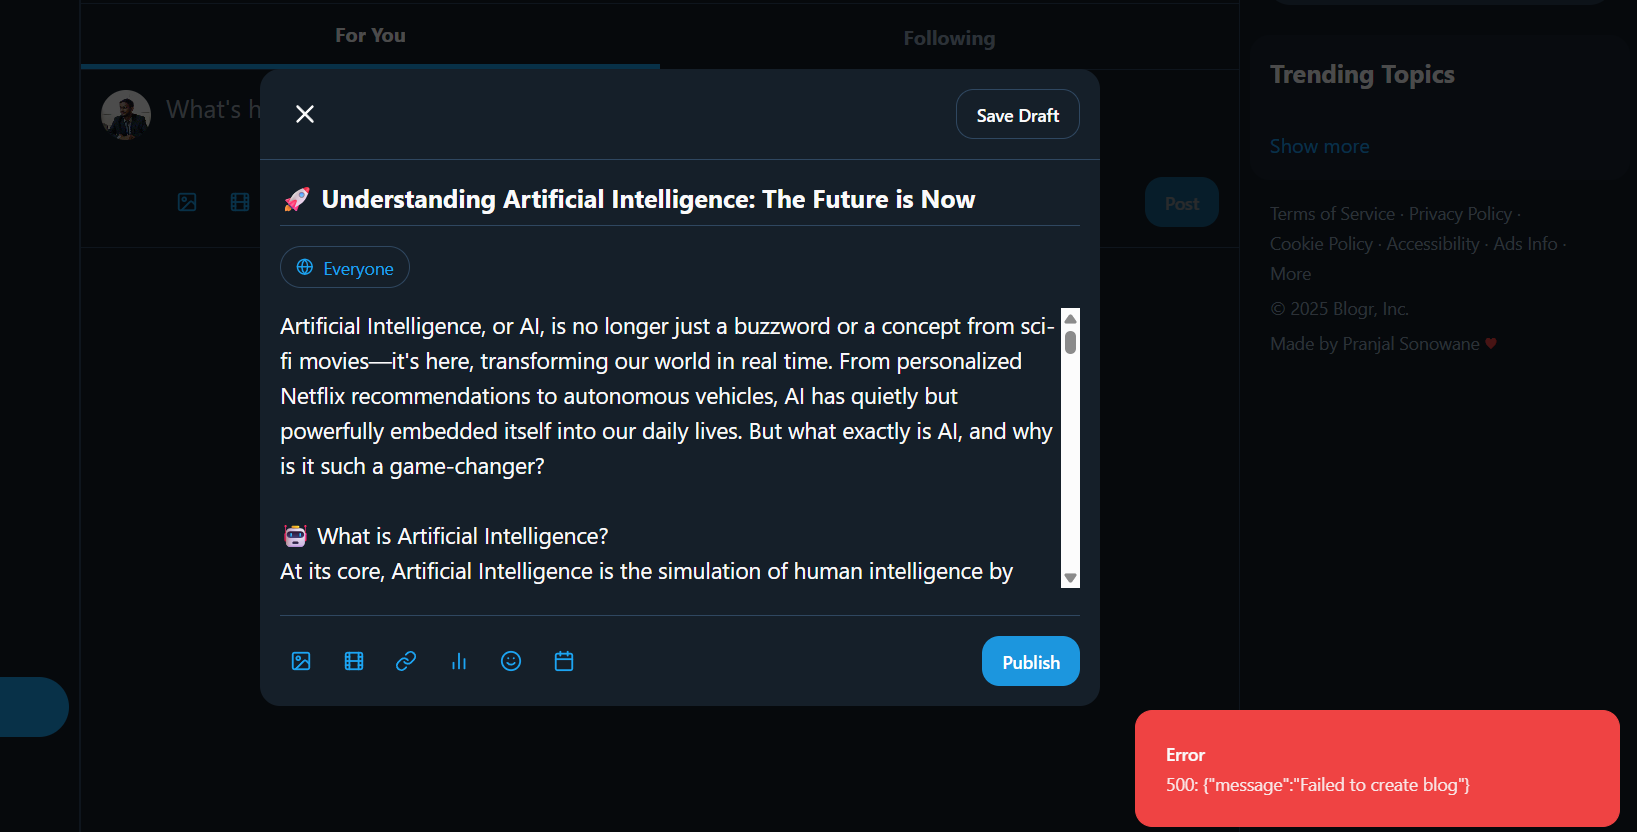 For You
Following
What's h
Post
Save Draft
🚀 Understanding Artificial Intelligence: The Future is Now
Everyone
Artificial Intelligence, or AI, is no longer just a buzzword or a concept from sci-
fi movies—it's here, transforming our world in real time. From personalized
Netflix recommendations to autonomous vehicles, AI has quietly but
powerfully embedded itself into our daily lives. But what exactly is AI, and why
is it such a game-changer?
🤖 What is Artificial Intelligence?
At its core, Artificial Intelligence is the simulation of human intelligence by
Publish
Trending Topics
Show more
Terms of Service · Privacy Policy ·
Cookie Policy · Accessibility · Ads Info ·
More
© 2025 Blogr, Inc.
Made by Pranjal Sonowane ♥
Error
500: {"message":"Failed to create blog"}